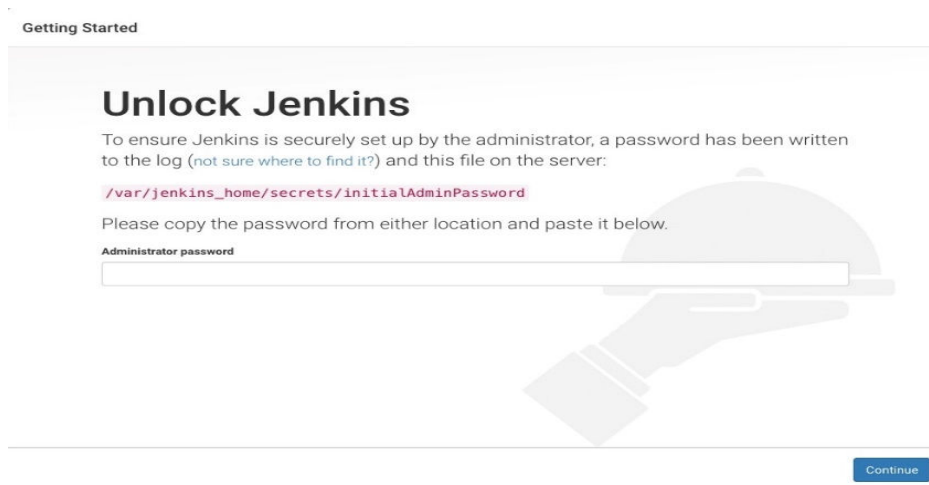 Getting Started
Unlock Jenkins
To ensure Jenkins is securely set up by the administrator, a password has been written
to the log (not sure where to find it?) and this file on the server:
/var/jenkins_home/secrets/initialAdminPassword
Please copy the password from either location and paste it below.
Administrator password
Continue